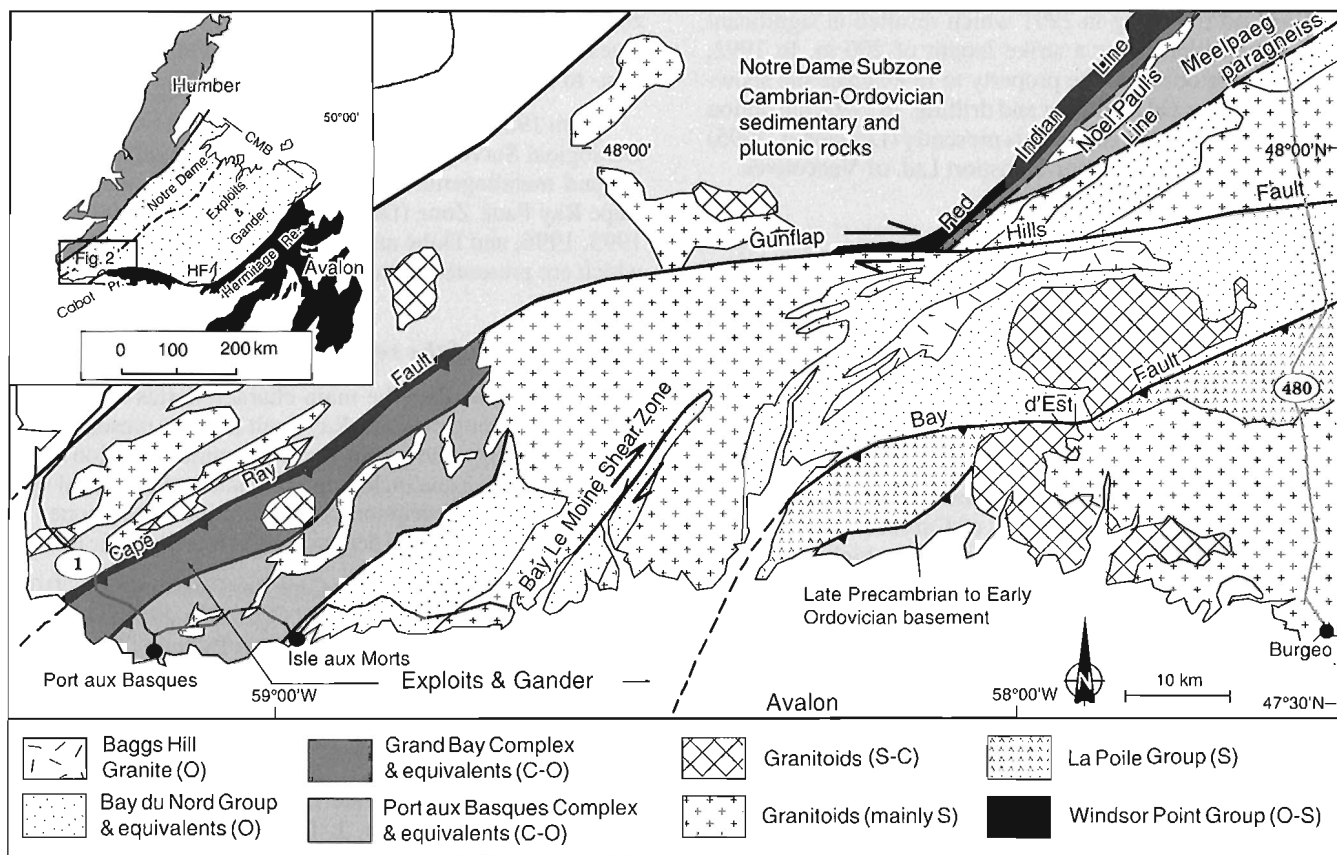 Humber
50°00'
CMB
Notre Dame
Exploits
&
Gander
Fig. 2
HF
Hermitage
Re.
Avalon
Cabot
Pr.
0 100 200 km
Notre Dame Subzone
Cambrian-Ordovician
sedimentary and
plutonic rocks
48°00'
Red Indian Line
Noel Paul's
Line
Meelpaeg
paragneiss
48°00'N
Gunflap Hills Fault
Cape Ray Fault
Bay Le Moine Shear Zone
Bay d'Est Fault
480
1
Late Precambrian to Early
Ordovician basement
Port aux Basques
Isle aux Morts
Burgeo
59°00'W
Exploits & Gander
Avalon
58°00'W
N
10 km
47°30'N
Baggs Hill
Granite (O)
Bay du Nord Group
& equivalents (O)
Grand Bay Complex
& equivalents (C-O)
Port aux Basques Complex
& equivalents (C-O)
Granitoids (S-C)
Granitoids (mainly S)
La Poile Group (S)
Windsor Point Group (O-S)